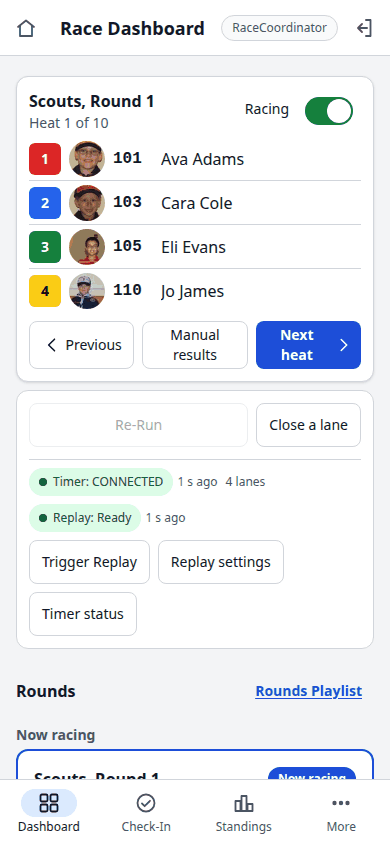 Race Dashboard
RaceCoordinator
Scouts, Round 1
Racing
Heat 1 of 10
1 101 Ava Adams
2 103 Cara Cole
3 105 Eli Evans
4 110 Jo James
Previous
Manual
results
Next
heat
Re-Run
Close a lane
Timer: CONNECTED 1 s ago 4 lanes
Replay: Ready 1 s ago
Trigger Replay
Replay settings
Timer status
Rounds
Rounds Playlist
Now racing
Scouts, Round 1
Now racing
Dashboard
Check-In
Standings
More